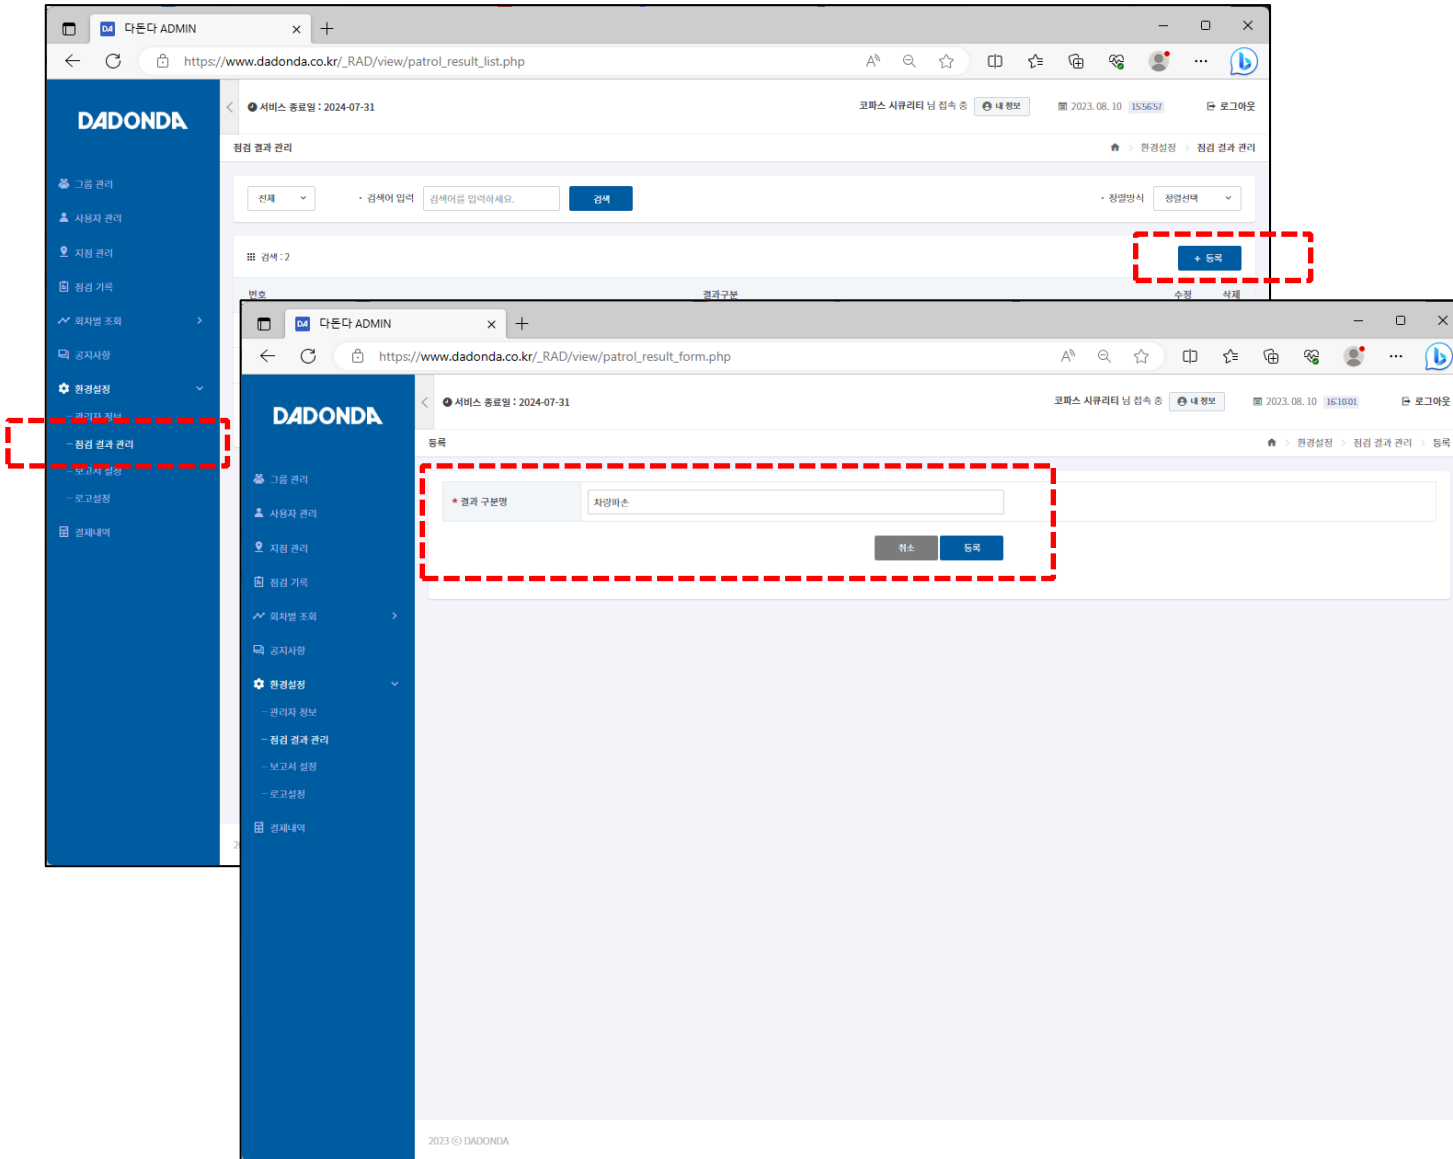 다돈다 ADMIN
https://www.dadonda.co.kr/_RAD/view/patrol_result_list.php
DADONDA
서비스 종료일 : 2024-07-31
코파스 시큐리티 님 접속 중
내 정보
2023. 08. 10
15:56:57
로그아웃
점검 결과 관리
환경설정 > 점검 결과 관리
그룹 관리
사용자 관리
지점 관리
점검 기록
회차별 조회
공지사항
환경설정
- 관리자 정보
- 점검 결과 관리
- 보고서 설정
- 로고설정
결제내역
전체
· 검색어 입력
검색어를 입력하세요.
검색
· 정렬방식
정렬선택
검색 : 2
+ 등록
번호
결과구분
수정
삭제
다돈다 ADMIN
https://www.dadonda.co.kr/_RAD/view/patrol_result_form.php
DADONDA
서비스 종료일 : 2024-07-31
코파스 시큐리티 님 접속 중
내 정보
2023. 08. 10
16:10:01
로그아웃
등록
환경설정 > 점검 결과 관리 > 등록
그룹 관리
사용자 관리
지점 관리
점검 기록
회차별 조회
공지사항
환경설정
- 관리자 정보
- 점검 결과 관리
- 보고서 설정
- 로고설정
결제내역
* 결과 구분명
차량파손
취소
등록
2023 ⓒ DADONDA